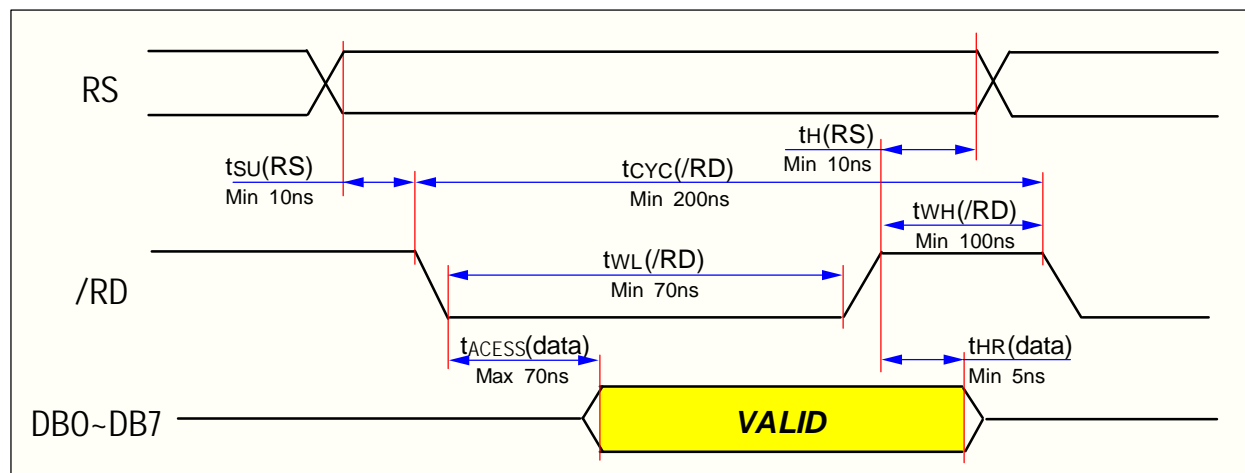 RS
tH(RS)
Min 10ns
tSU(RS)
Min 10ns
tCYC(/RD)
Min 200ns
tWH(/RD)
Min 100ns
/RD
tWL(/RD)
Min 70ns
tACESS(data)
Max 70ns
tHR(data)
Min 5ns
DB0~DB7
VALID